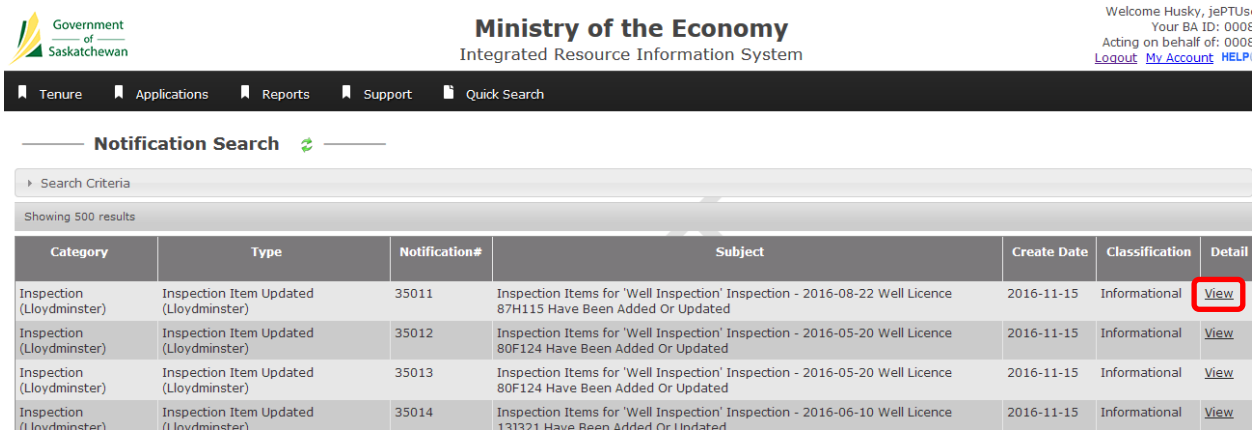 Government
of
Saskatchewan
Ministry of the Economy
Integrated Resource Information System
Welcome Husky,
Your BA ID: 0008
Acting on behalf of: 0008
Logout My Account HELP
Tenure Applications Reports Support Quick Search
Notification Search
Search Criteria
Showing 500 results
Category Type Notification# Subject Create Date Classification Detail
Inspection Inspection Item Updated 35011 Inspection Items for 'Well Inspection' Inspection - 2016-08-22 Well Licence 2016-11-15 Informational View
(Lloydminster) (Lloydminster) 87H115 Have Been Added Or Updated
Inspection Inspection Item Updated 35012 Inspection Items for 'Well Inspection' Inspection - 2016-05-20 Well Licence 2016-11-15 Informational View
(Lloydminster) (Lloydminster) 80F124 Have Been Added Or Updated
Inspection Inspection Item Updated 35013 Inspection Items for 'Well Inspection' Inspection - 2016-05-20 Well Licence 2016-11-15 Informational View
(Lloydminster) (Lloydminster) 80F124 Have Been Added Or Updated
Inspection Inspection Item Updated 35014 Inspection Items for 'Well Inspection' Inspection - 2016-06-10 Well Licence 2016-11-15 Informational View
(Lloydminster) (Lloydminster) 13J321 Have Been Added Or Updated